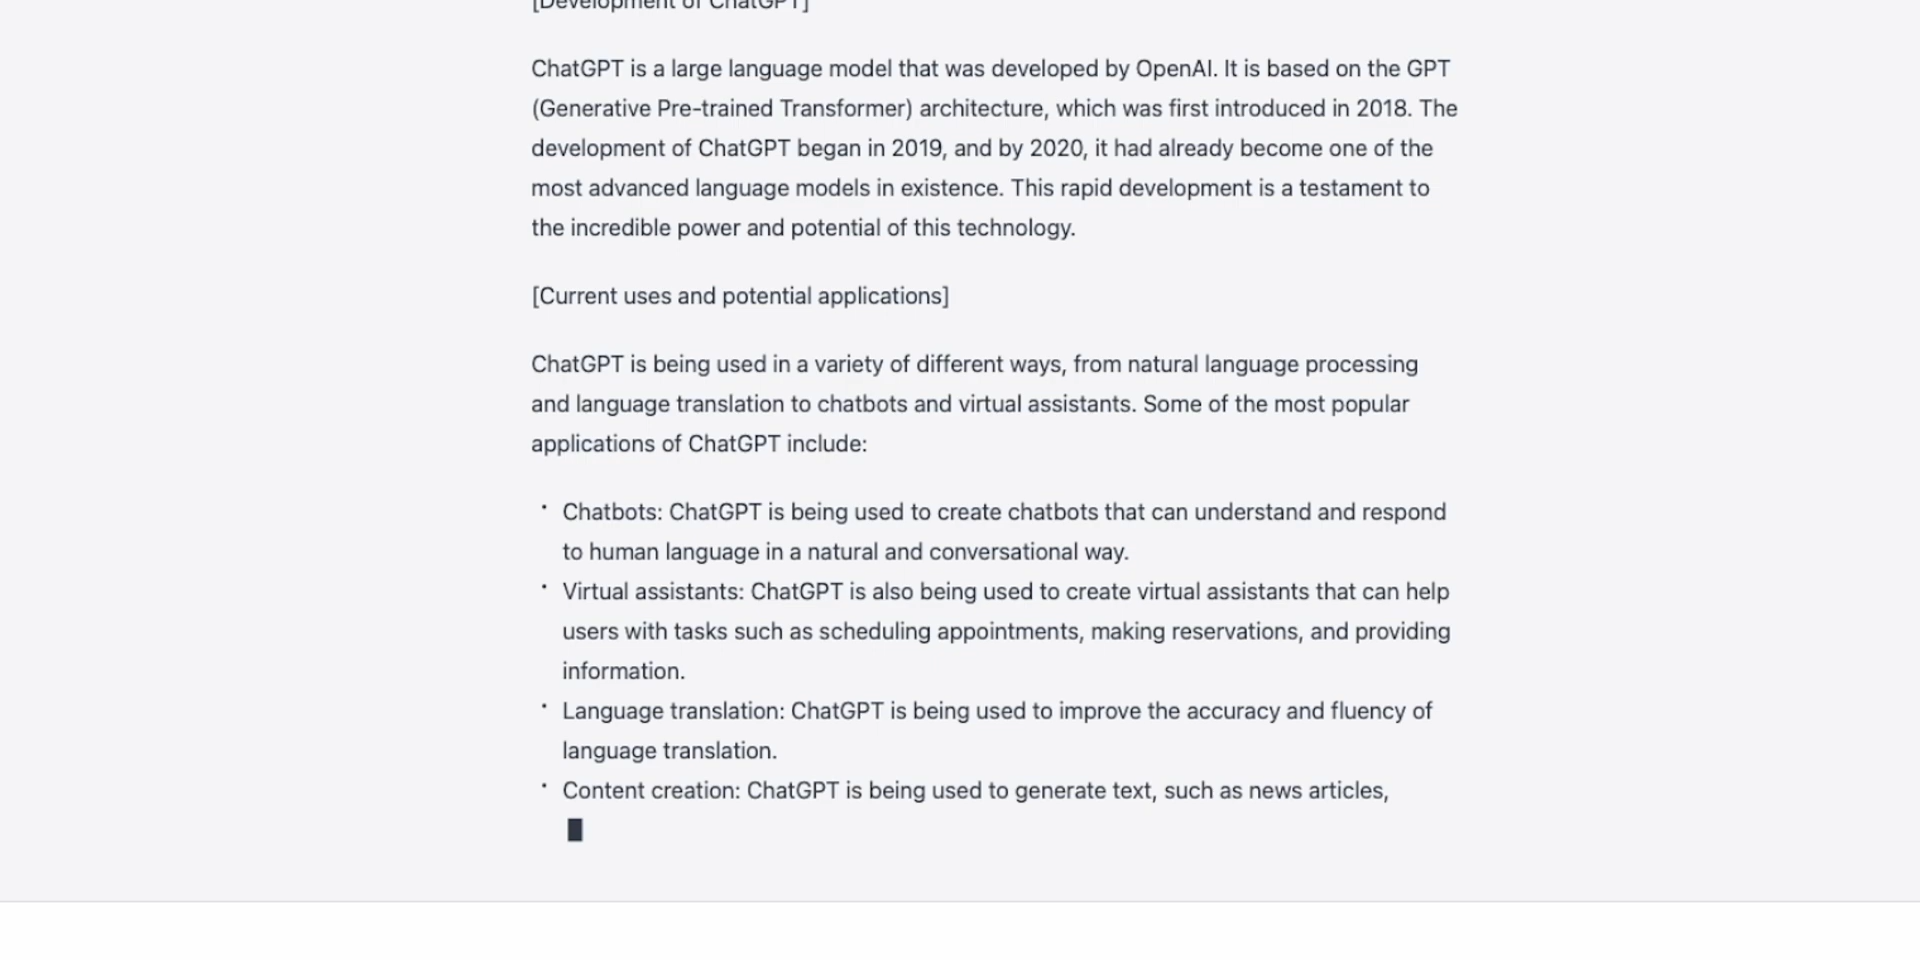 [Development of ChatGPT]
ChatGPT is a large language model that was developed by OpenAI. It is based on the GPT
(Generative Pre-trained Transformer) architecture, which was first introduced in 2018. The
development of ChatGPT began in 2019, and by 2020, it had already become one of the
most advanced language models in existence. This rapid development is a testament to
the incredible power and potential of this technology.
[Current uses and potential applications]
ChatGPT is being used in a variety of different ways, from natural language processing
and language translation to chatbots and virtual assistants. Some of the most popular
applications of ChatGPT include:
· Chatbots: ChatGPT is being used to create chatbots that can understand and respond
to human language in a natural and conversational way.
· Virtual assistants: ChatGPT is also being used to create virtual assistants that can help
users with tasks such as scheduling appointments, making reservations, and providing
information.
· Language translation: ChatGPT is being used to improve the accuracy and fluency of
language translation.
· Content creation: ChatGPT is being used to generate text, such as news articles,